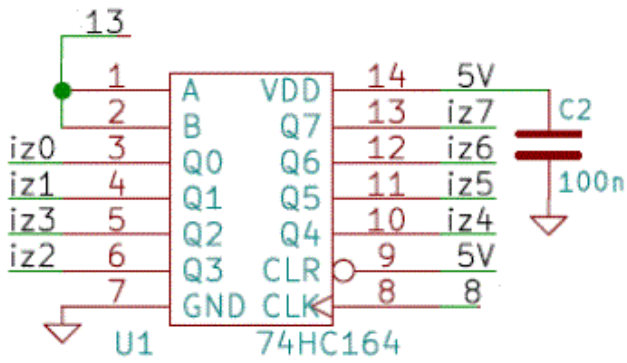 13
1 A VDD 14 5V
2 B Q7 13 iz7 C2
iz0 3 Q0 Q6 12 iz6
iz1 4 Q1 Q5 11 iz5 100n
iz3 5 Q2 Q4 10 iz4
iz2 6 Q3 CLR 9 5V
7 GND CLK 8 8
U1 74HC164